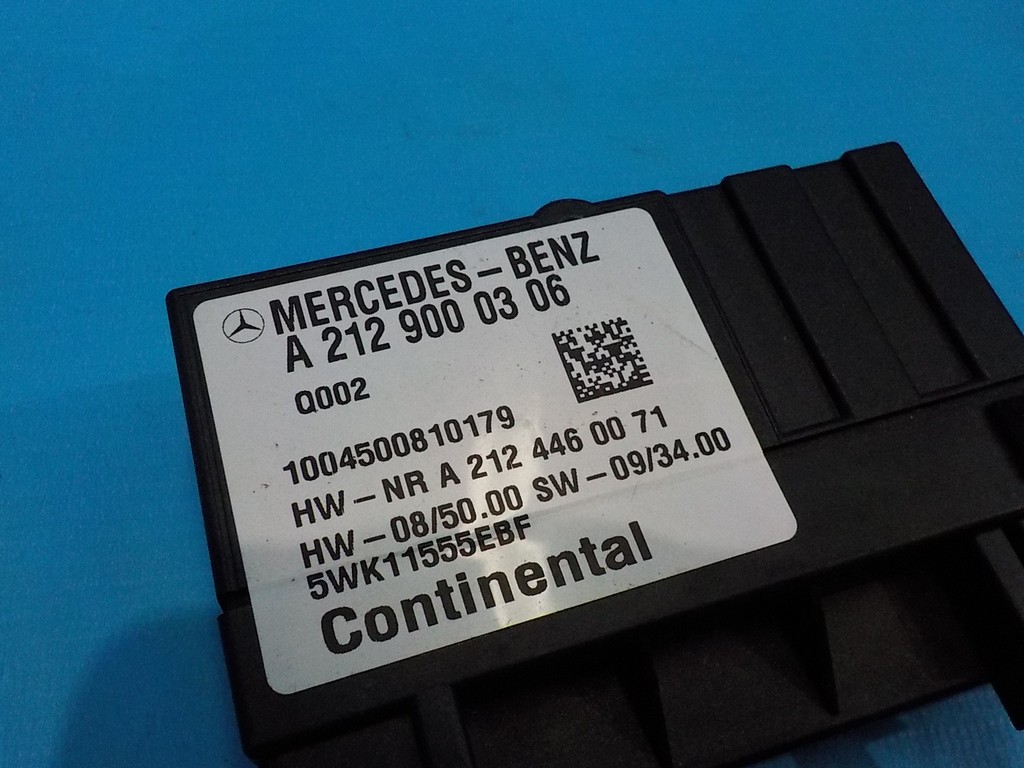 MERCEDES-BENZ
A 212 900 03 06
Q002
1004500810179
HW-NR A 212 446 00 71
HW-08/50.00 SW-09/34.00
5WK11555EBF
Continental